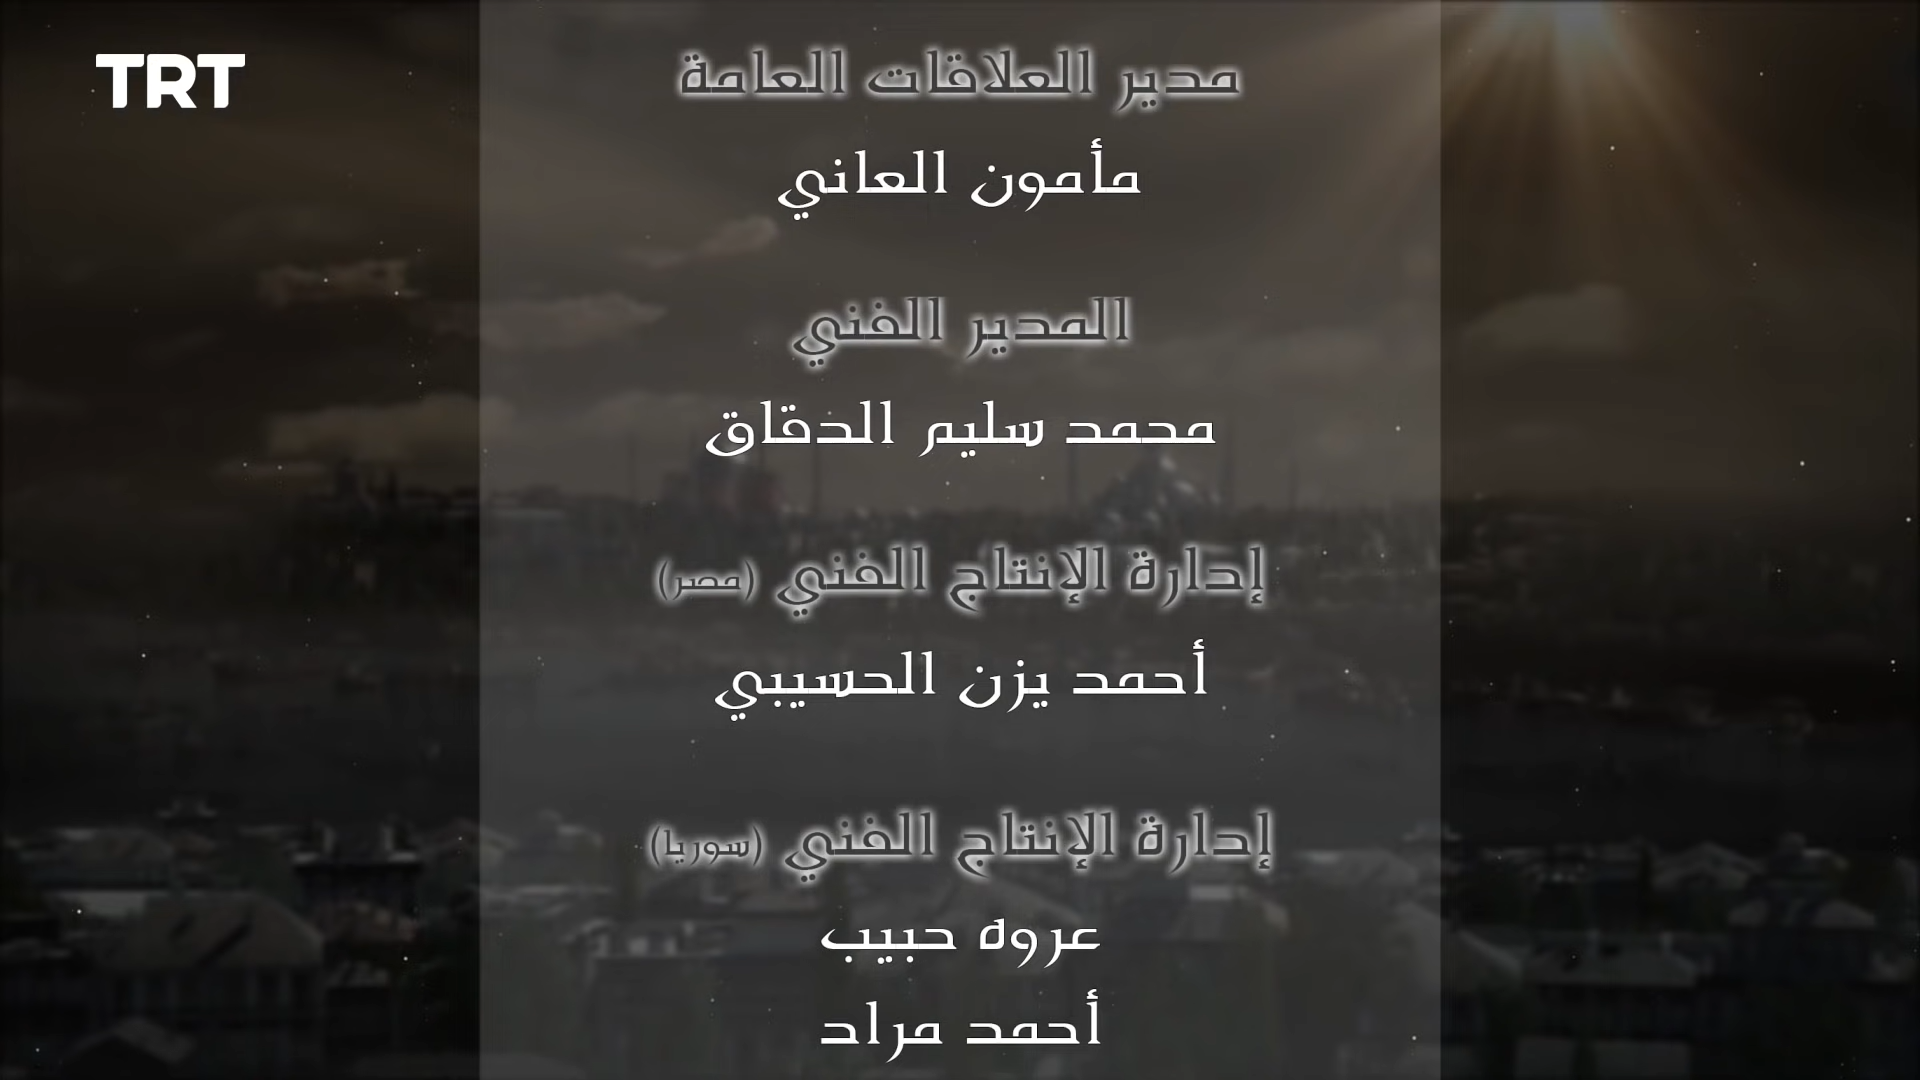 TRT
مدير العلاقات العامة
مأمون العاني
المدير الفني
محمد سليم الدقاق
إدارة الإنتاج الفني (مصر)
أحمد يزن الحسيبي
إدارة الإنتاج الفني (سوريا)
عروه حبيب
أحمد مراد